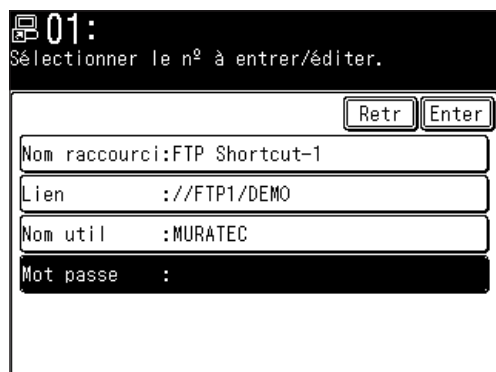 01:
Sélectionner le nº à entrer/éditer.
Retr Enter
Nom raccourci:FTP Shortcut-1
Lien :://FTP1/DEMO
Nom util :MURATEC
Mot passe :